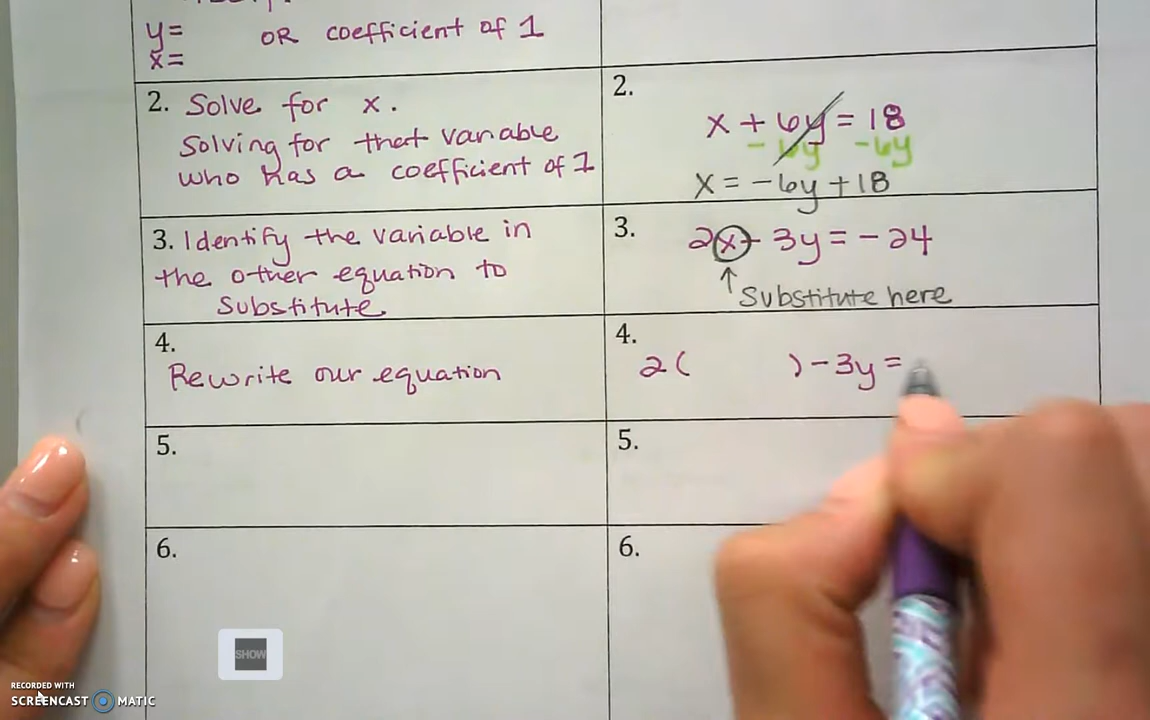 y= OR coefficient of 1
x=
2. Solve for x.
Solving for that variable
who has a coefficient of 1
2.
x + 6y = 18
- 6y -6y
x = -6y + 18
3. Identify the variable in
the other equation to
Substitute
3. 2x - 3y = - 24
↑ Substitute here
4.
Rewrite our equation
4.
2( ) - 3y =
5.
5.
6.
6.
SHOW
RECORDED WITH
SCREENCAST MATIC